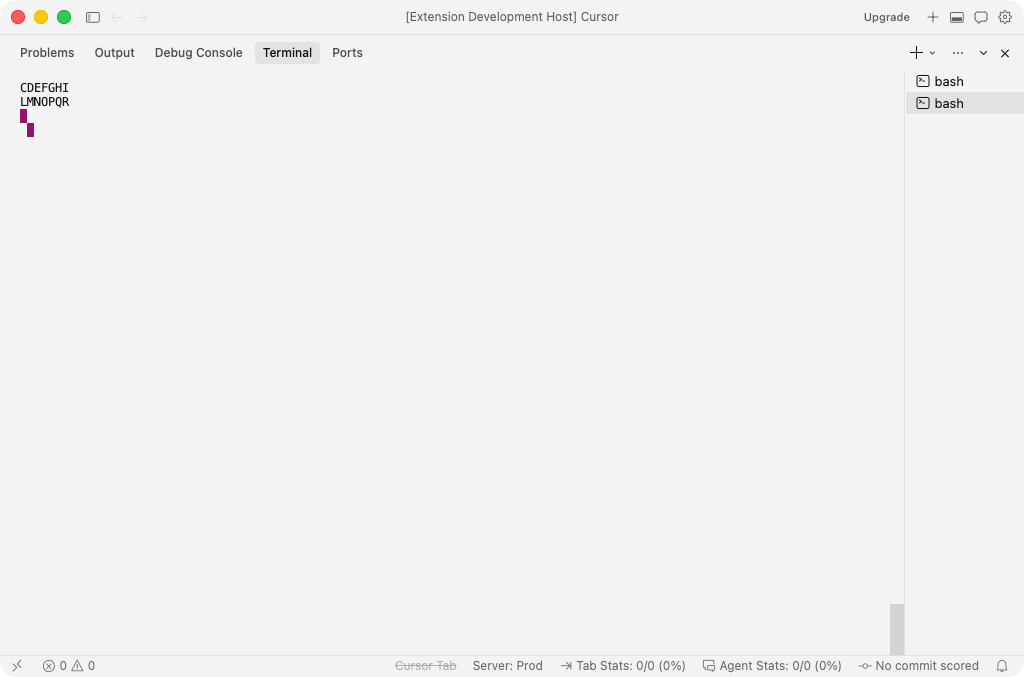 [Extension Development Host] Cursor
Upgrade
Problems Output Debug Console Terminal Ports
CDEFGHI
LMNOPQR
bash
bash
0 0
Cursor Tab Server: Prod Tab Stats: 0/0 (0%) Agent Stats: 0/0 (0%) No commit scored